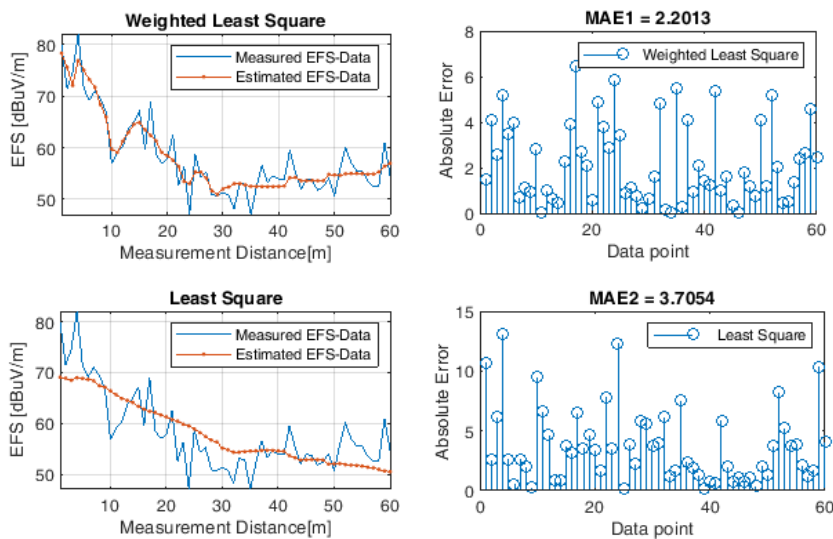 Weighted Least Square
EFS [dBuV/m]
80
70
60
50
Measured EFS-Data
Estimated EFS-Data
10 20 30 40 50 60
Measurement Distance[m]
MAE1 = 2.2013
Absolute Error
8
6
4
2
0
Weighted Least Square
0 20 40 60
Data point
Least Square
EFS [dBuV/m]
80
70
60
50
Measured EFS-Data
Estimated EFS-Data
10 20 30 40 50 60
Measurement Distance[m]
MAE2 = 3.7054
Absolute Error
15
10
5
0
Least Square
0 20 40 60
Data point